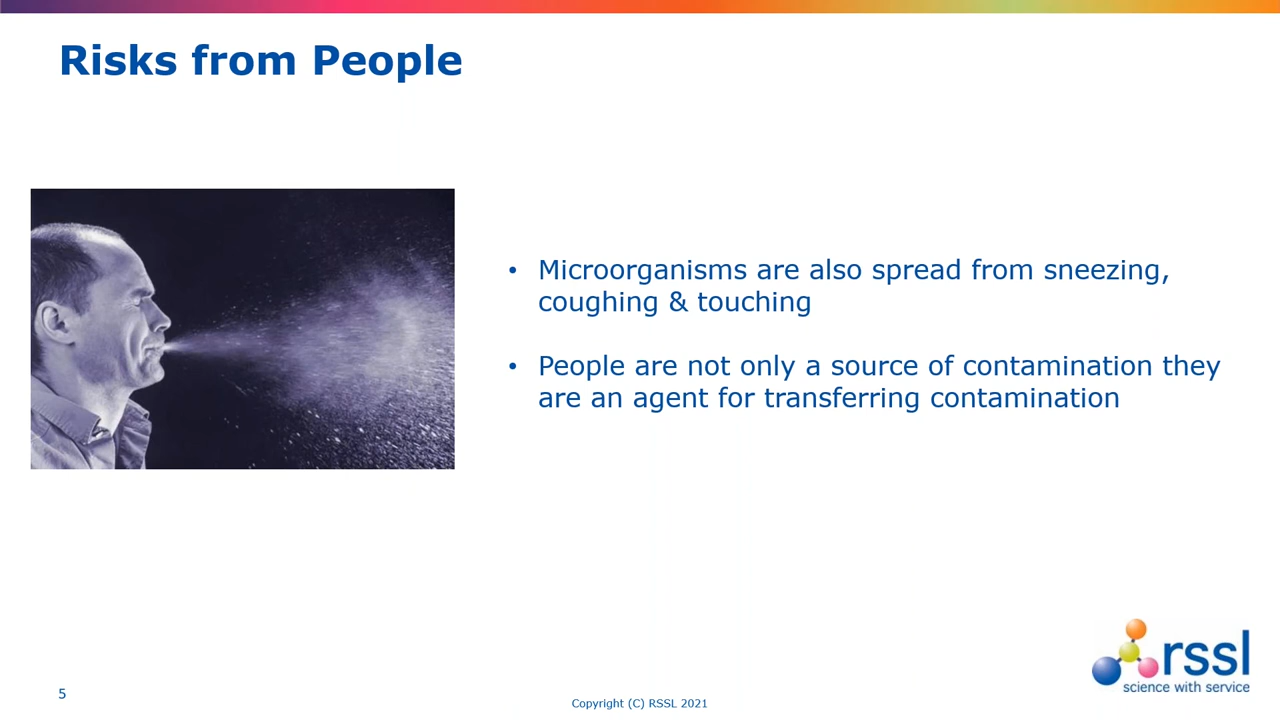 Risks from People
• Microorganisms are also spread from sneezing,
coughing & touching
• People are not only a source of contamination they
are an agent for transferring contamination
rssl
science with service
5
Copyright (C) RSSL 2021